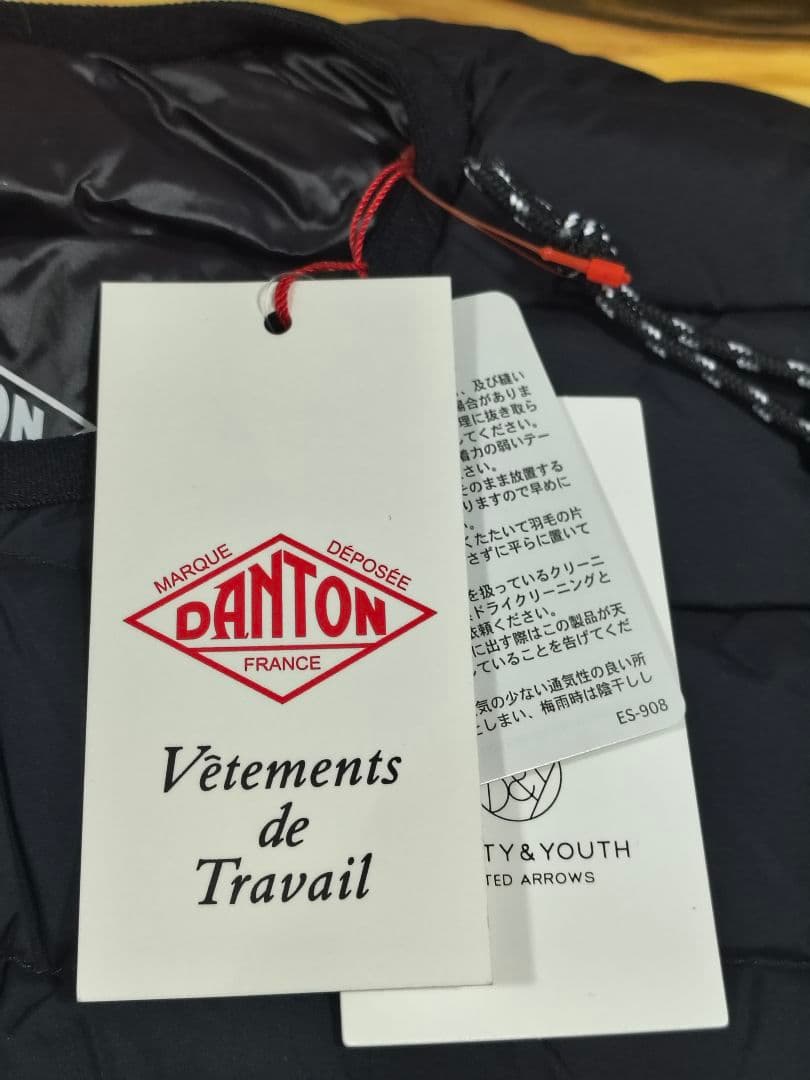 MARQUE DÉPOSÉE
DANTON
FRANCE
Vêtements
de
Travail
、及び縫い
場合がありま
理に抜き取ら
てください。
着力の弱いテー
さい。
そのまま放置する
りますので早めに
い。
くたたいて羽毛の片
さずに平らに置いて
を扱っているクリーニ
ドライクリーニングと
依頼ください。
に出す際はこの製品が天
していることを告げてくだ
気の少ない通気性の良い所
にしまい、梅雨時は陰干しし
ES-908
B&Y
TY & YOUTH
TED ARROWS
ON